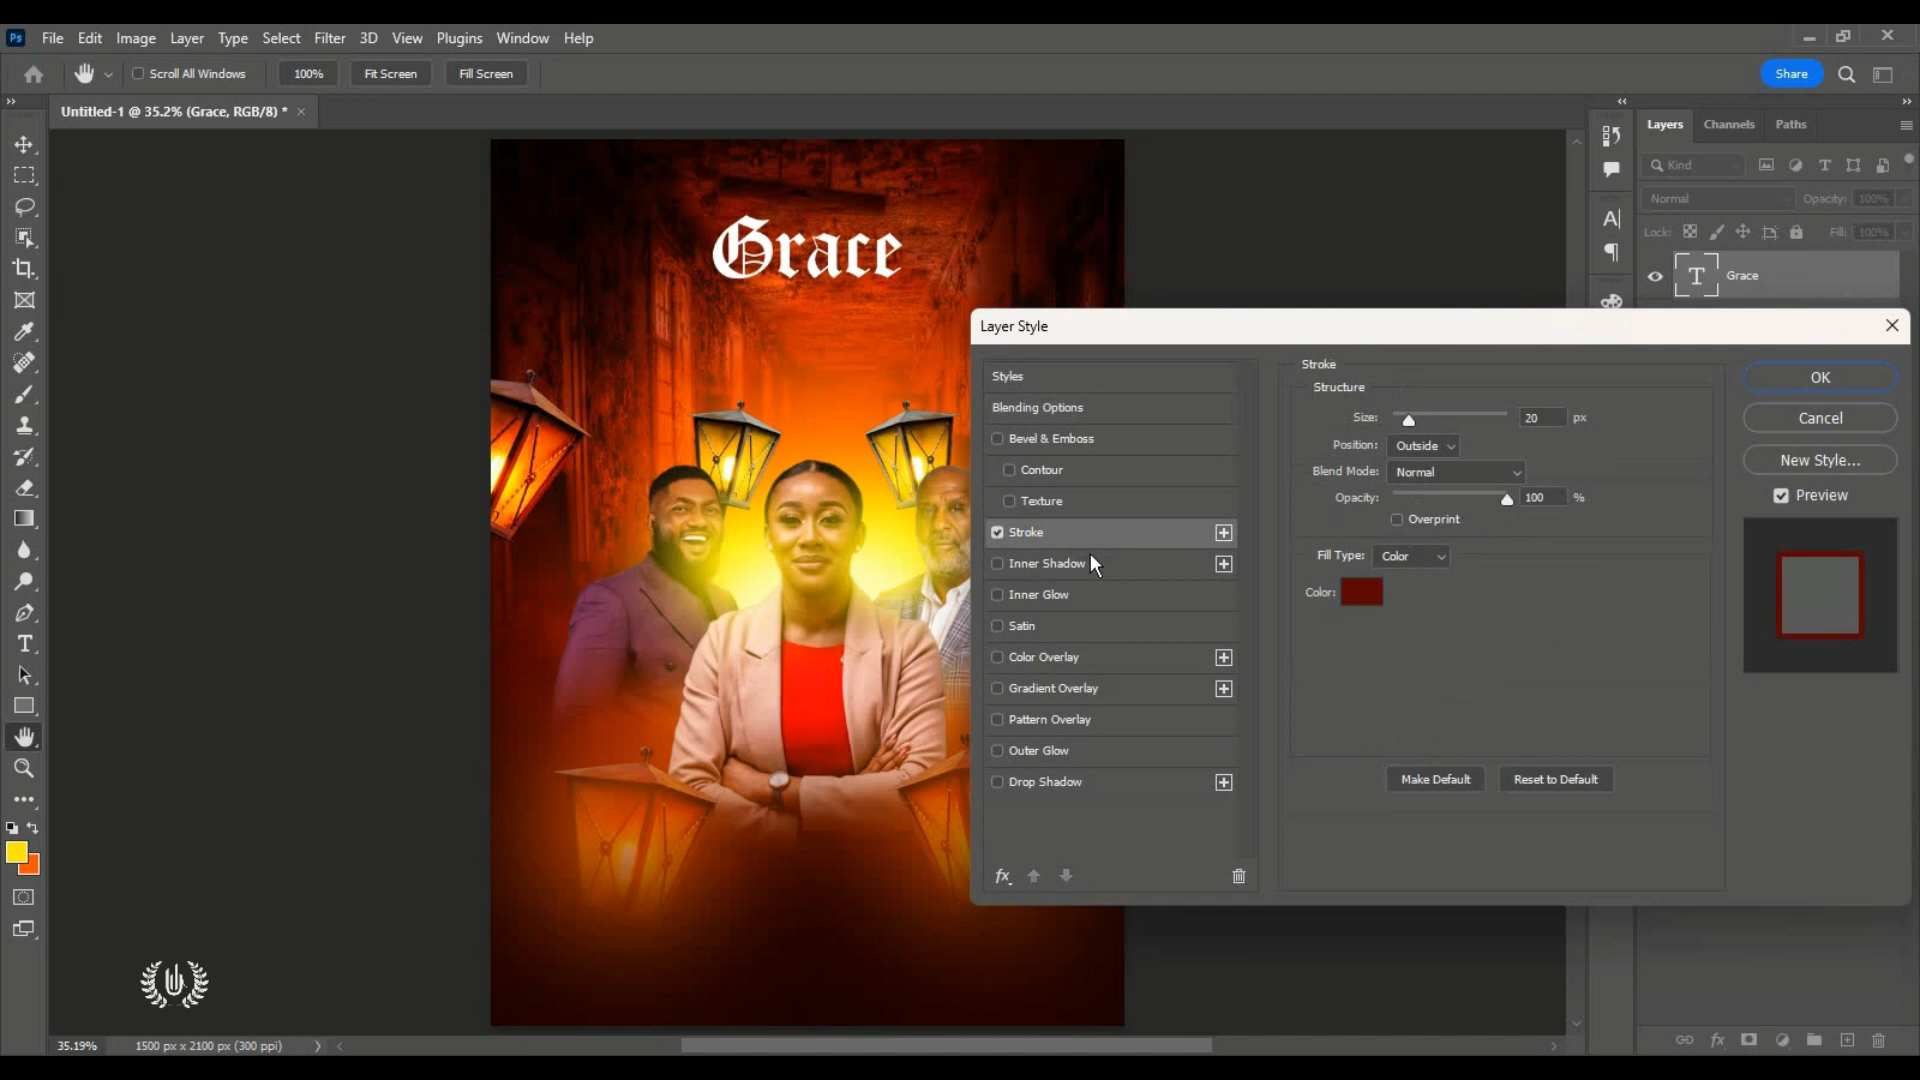 Ps File Edit Image Layer Type Select Filter 3D View Plugins Window Help
Scroll All Windows 100% Fit Screen Fill Screen Share
Untitled-1 @ 35.2% (Grace, RGB/8) *
Layers Channels Paths
Kind
Normal Opacity: 100%
Lock: Fill: 100%
Grace
Grace
Layer Style
Styles
Blending Options
Bevel & Emboss
Contour
Texture
Stroke
Inner Shadow
Inner Glow
Satin
Color Overlay
Gradient Overlay
Pattern Overlay
Outer Glow
Drop Shadow
fx
Stroke
Structure
Size: 20 px
Position: Outside
Blend Mode: Normal
Opacity: 100 %
Overprint
Fill Type: Color
Color:
Make Default Reset to Default
OK
Cancel
New Style...
Preview
35.19% 1500 px x 2100 px (300 ppi)
fx